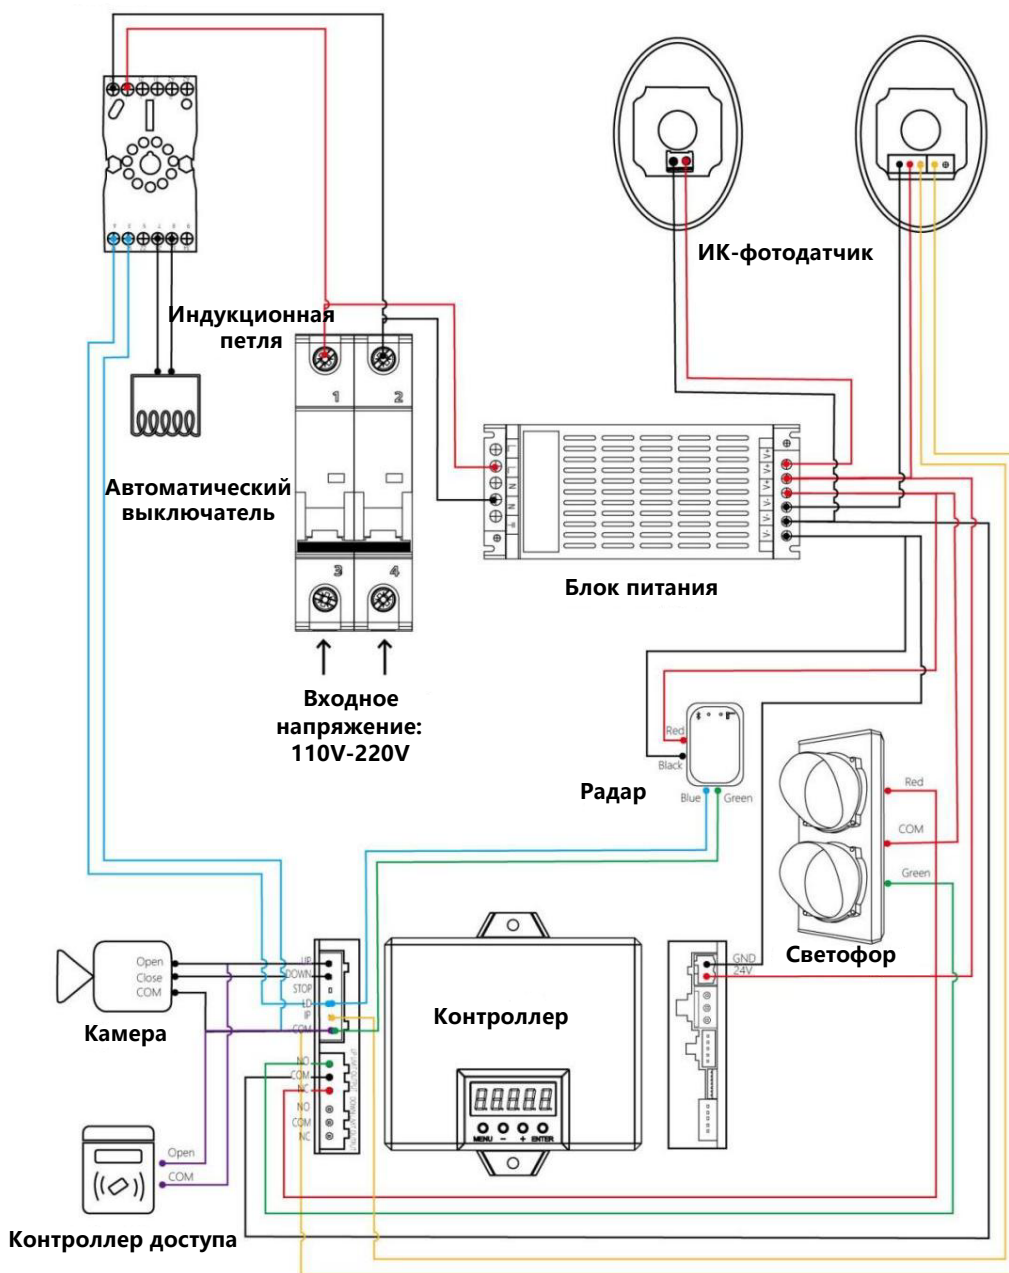 ИК-фотодатчик
Индукционная
петля
1
2
Автоматический
выключатель
L
L
N
N
V+
V+
V+
V-
V-
V-
3
4
Блок питания
Входное
напряжение:
110V-220V
Red
Black
Радар
Blue
Green
Red
COM
Green
Светофор
Open
Close
COM
Камера
UP
DOWN
STOP
LD
IP
COM
GND
24V
Контроллер
NO
COM
NC
NO
COM
NC
MENU
-
+
ENTER
Open
COM
Контроллер доступа